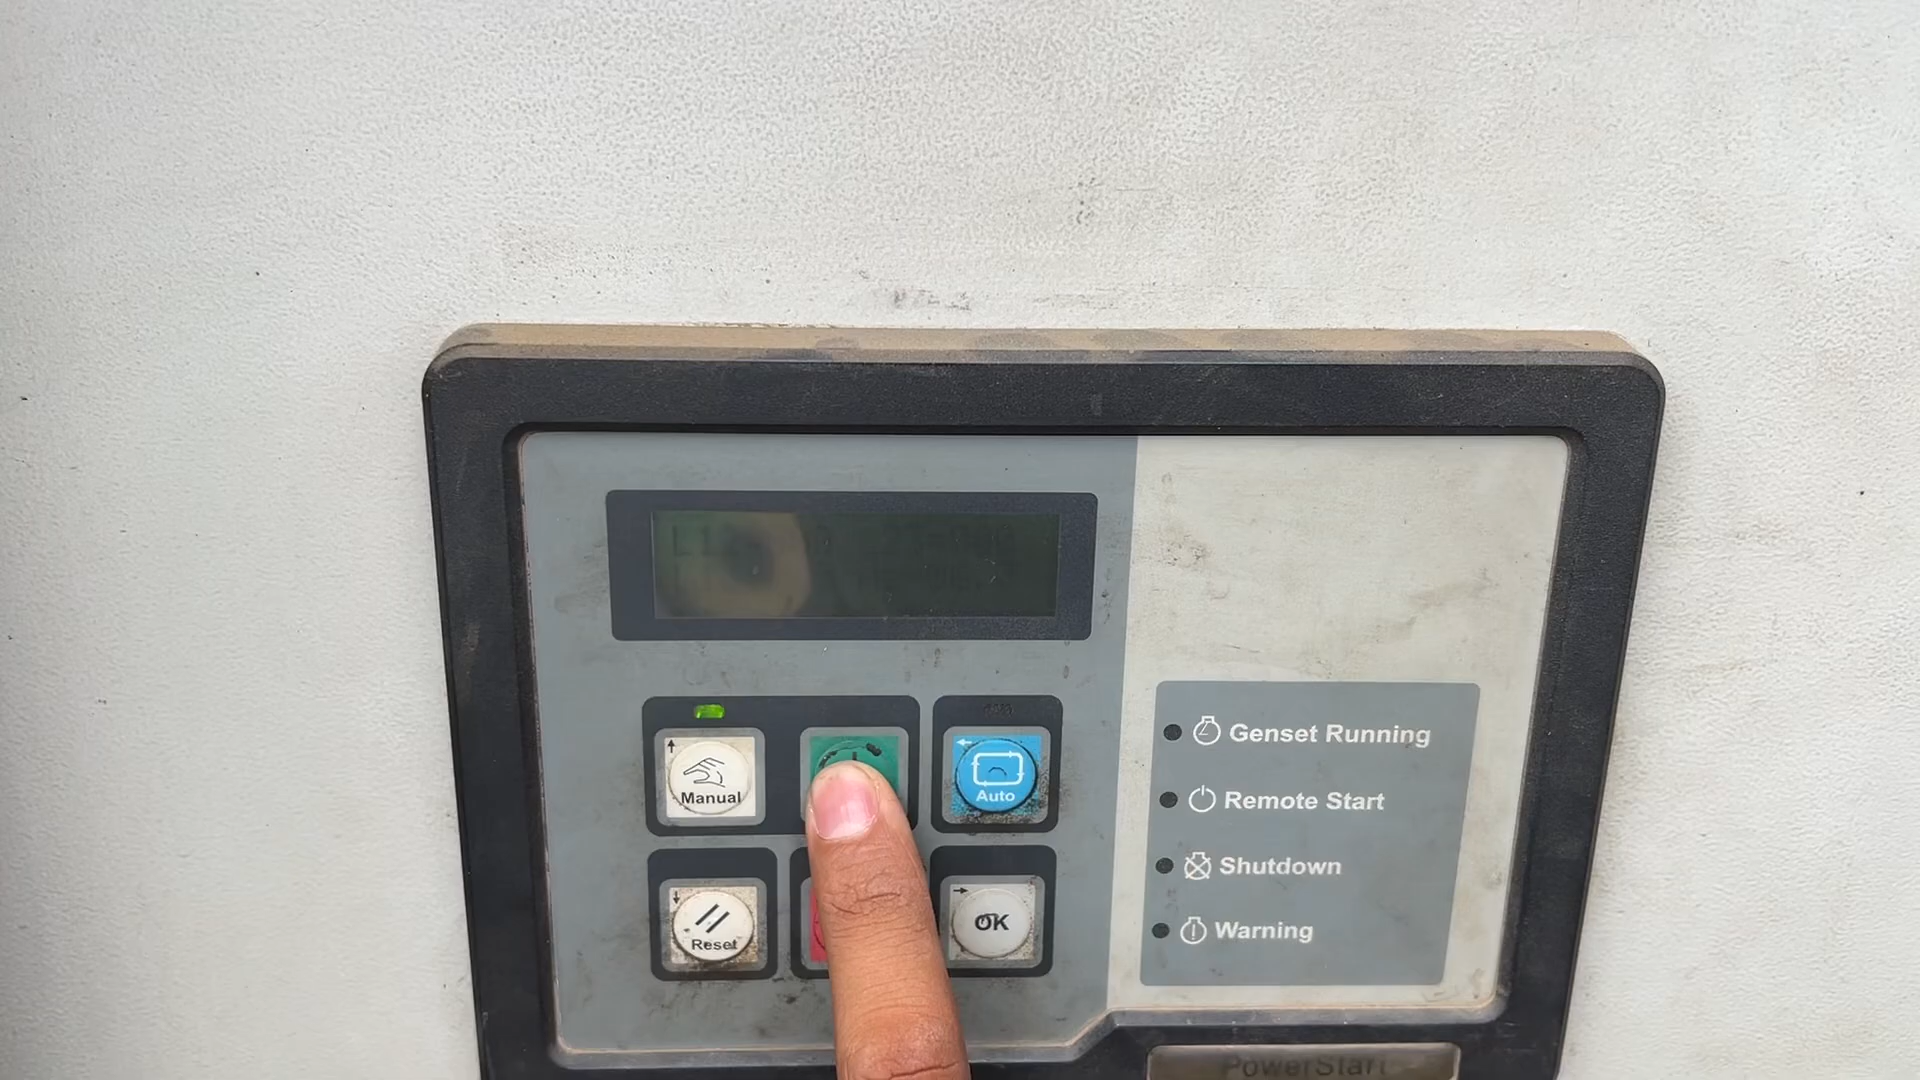 Manual
Auto
Reset
OK
Genset Running
Remote Start
Shutdown
Warning
PowerStart